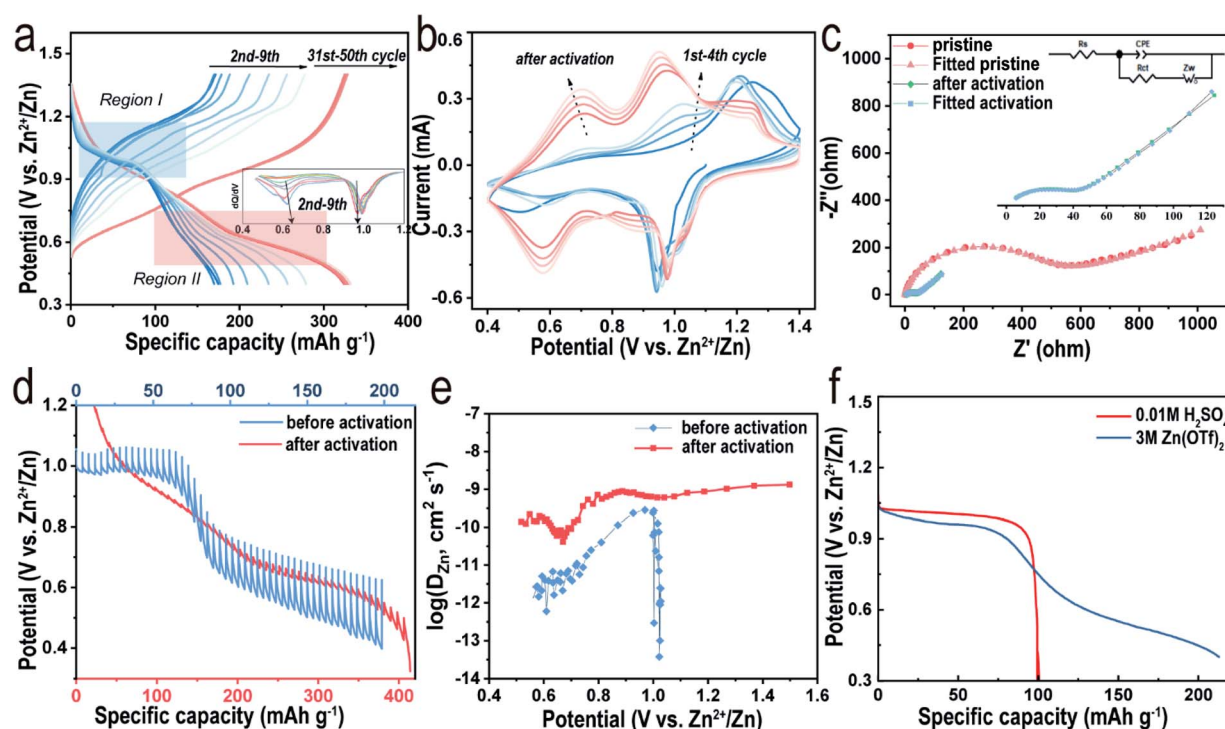 a
Potential (V vs. Zn²⁺/Zn)
1.5
1.2
0.9
0.6
0.3
2nd-9th
31st-50th cycle
Region I
dQ/dV
2nd-9th
0.4 0.6 0.8 1.0 1.2
Region II
0 100 200 300 400
Specific capacity (mAh g⁻¹)
b
Current (mA)
0.6
0.3
0.0
-0.3
-0.6
after activation
1st-4th cycle
0.4 0.6 0.8 1.0 1.2 1.4
Potential (V vs. Zn²⁺/Zn)
c
-Z''(ohm)
1000
800
600
400
200
0
pristine
Fitted pristine
after activation
Fitted activation
Rs CPE
Rct Zw
0 20 40 60 80 100 120
0 200 400 600 800 1000
Z' (ohm)
d
0 50 100 150 200
Potential (V vs. Zn²⁺/Zn)
1.2
1.0
0.8
0.6
0.4
before activation
after activation
0 100 200 300 400
Specific capacity (mAh g⁻¹)
e
log(D_Zn, cm² s⁻¹)
-7
-8
-9
-10
-11
-12
-13
-14
before activation
after activation
0.4 0.6 0.8 1.0 1.2 1.4 1.6
Potential (V vs. Zn²⁺/Zn)
f
Potential (V vs. Zn²⁺/Zn)
1.5
1.2
0.9
0.6
0.3
0.01M H₂SO₄
3M Zn(OTf)₂
0 50 100 150 200
Specific capacity (mAh g⁻¹)